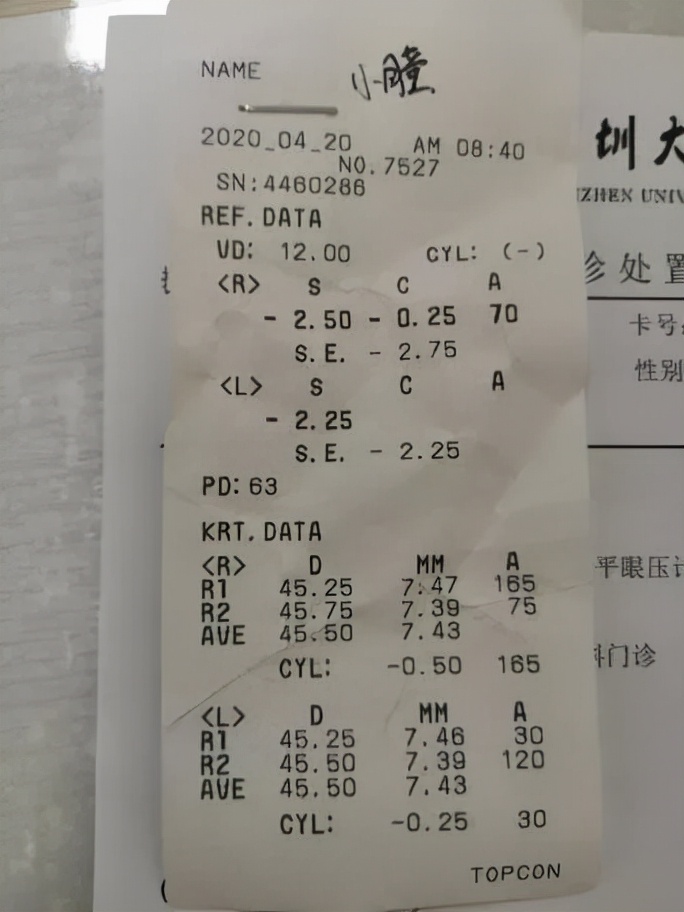 NAME 小瞳
2020_04_20 AM 08:40
NO.7527
SN:4460286
REF.DATA
VD: 12.00 CYL: (-)
<R> S C A
- 2.50 - 0.25 70
S.E. - 2.75
<L> S C A
- 2.25
S.E. - 2.25
PD: 63
KRT.DATA
<R> D MM A
R1 45.25 7.47 165
R2 45.75 7.39 75
AVE 45.50 7.43
CYL: -0.50 165
<L> D MM A
R1 45.25 7.46 30
R2 45.50 7.39 120
AVE 45.50 7.43
CYL: -0.25 30
TOPCON
圳大
ZHEN UNIV
诊处置
卡号:
性别
平眼压计
科门诊